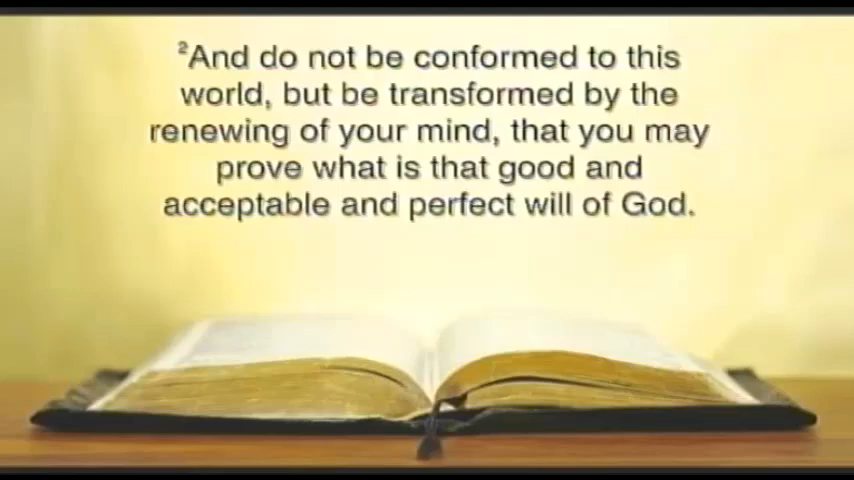 ²And do not be conformed to this
world, but be transformed by the
renewing of your mind, that you may
prove what is that good and
acceptable and perfect will of God.